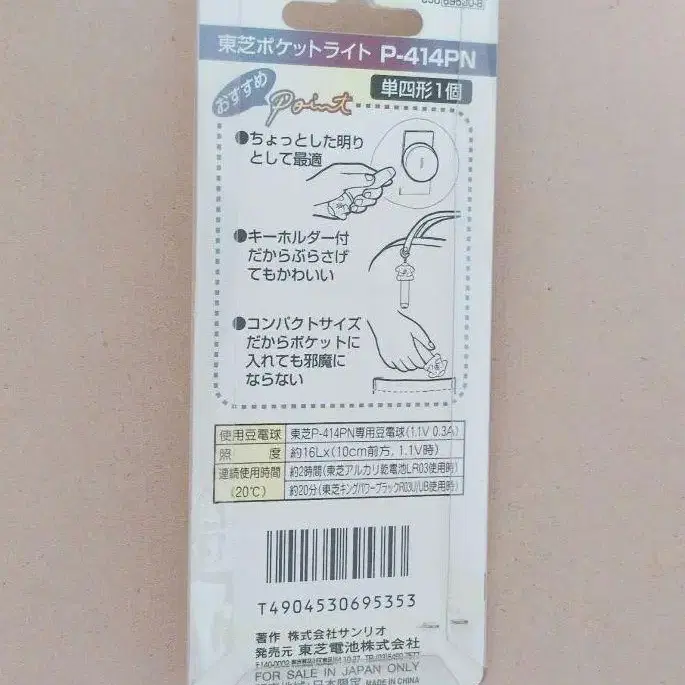 東芝ポケットライト P-414PN
単四形1個
おすすめ
Point
ちょっとした明り
として最適
キーホルダー付
だからぶらさげ
てもかわいい
コンパクトサイズ
だからポケットに
入れても邪魔に
ならない
使用豆電球 東芝P-414PN専用豆電球(1.1V 0.3A)
照 度 約16Lx(10cm前方, 1.1V時)
連続使用時間 約2時間(東芝アルカリ乾電池LR03使用時)
(20℃) 約20分(東芝キングパワーブラックR03U/UB使用時)
T4904530695353
著作 株式会社サンリオ
発売元 東芝電池株式会社
〒140-0002
FOR SALE IN JAPAN ONLY
日本限定 MADE IN CHINA